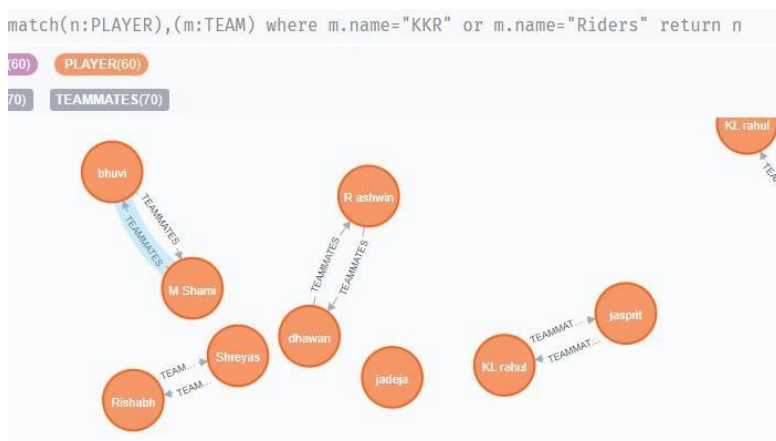 match(n:PLAYER),(m:TEAM) where m.name="KKR" or m.name="Riders" return n
(60) PLAYER(60)
70) TEAMMATES(70)
KL rahul
TEA
bhuvi
TEAMMATES
TEAMMATES
M Shami
R ashwin
TEAMMATES
TEAMMATES
dhawan
Shreyas
TEAM...
TEAM...
Rishabh
jadeja
jasprit
TEAMMAT...
TEAMMAT...
KL rahul